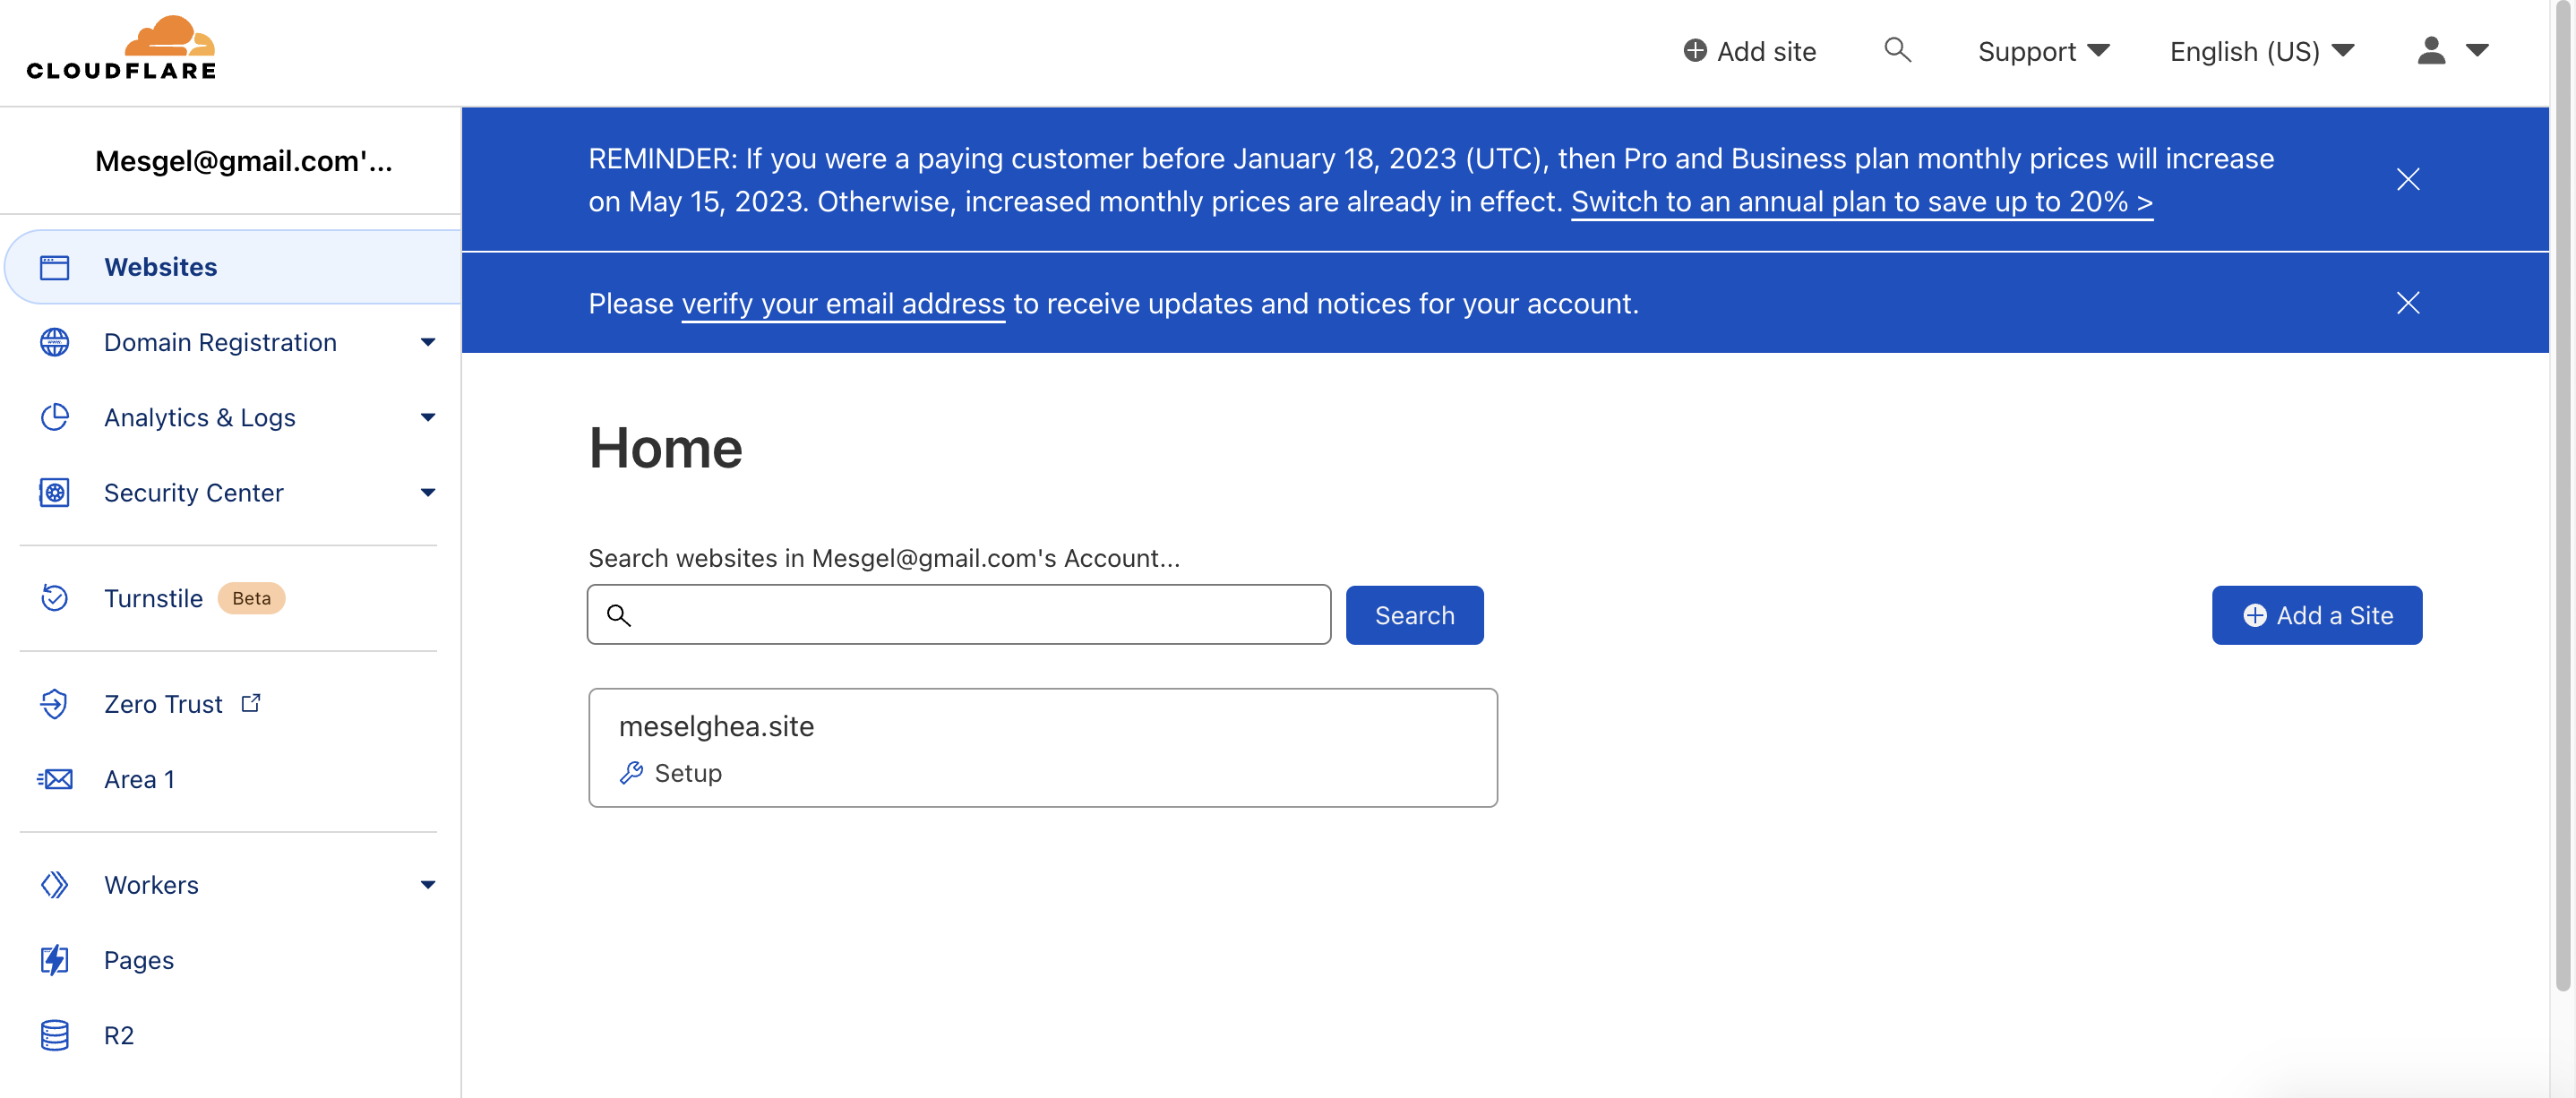 CLOUDFLARE
Add site
Support
English (US)
Mesgel@gmail.com'...
Websites
Domain Registration
Analytics & Logs
Security Center
Turnstile Beta
Zero Trust
Area 1
Workers
Pages
R2
REMINDER: If you were a paying customer before January 18, 2023 (UTC), then Pro and Business plan monthly prices will increase
on May 15, 2023. Otherwise, increased monthly prices are already in effect. Switch to an annual plan to save up to 20% >
Please verify your email address to receive updates and notices for your account.
Home
Search websites in Mesgel@gmail.com's Account...
Search
Add a Site
meselghea.site
Setup